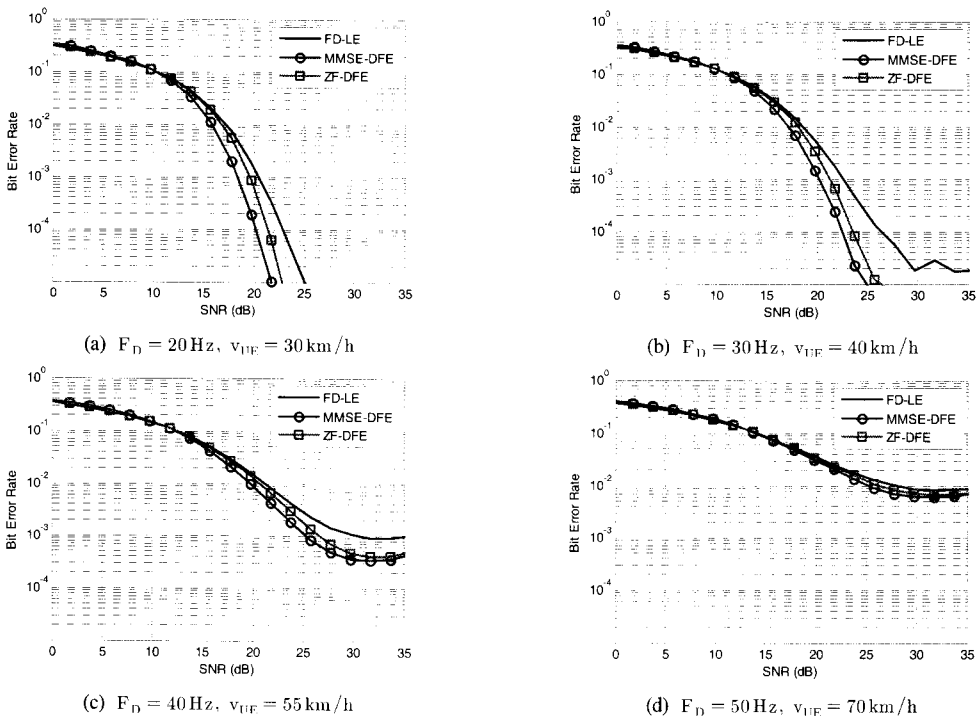 10^0
10^-1
10^-2
10^-3
10^-4
Bit Error Rate
FD-LE
MMSE-DFE
ZF-DFE
0 5 10 15 20 25 30 35
SNR (dB)
(a) F_D = 20 Hz, v_UE = 30 km/h
10^0
10^-1
10^-2
10^-3
10^-4
Bit Error Rate
FD-LE
MMSE-DFE
ZF-DFE
0 5 10 15 20 25 30 35
SNR (dB)
(b) F_D = 30 Hz, v_UE = 40 km/h
10^0
10^-1
10^-2
10^-3
10^-4
Bit Error Rate
FD-LE
MMSE-DFE
ZF-DFE
0 5 10 15 20 25 30 35
SNR (dB)
(c) F_D = 40 Hz, v_UE = 55 km/h
10^0
10^-1
10^-2
10^-3
10^-4
Bit Error Rate
FD-LE
MMSE-DFE
ZF-DFE
0 5 10 15 20 25 30 35
SNR (dB)
(d) F_D = 50 Hz, v_UE = 70 km/h